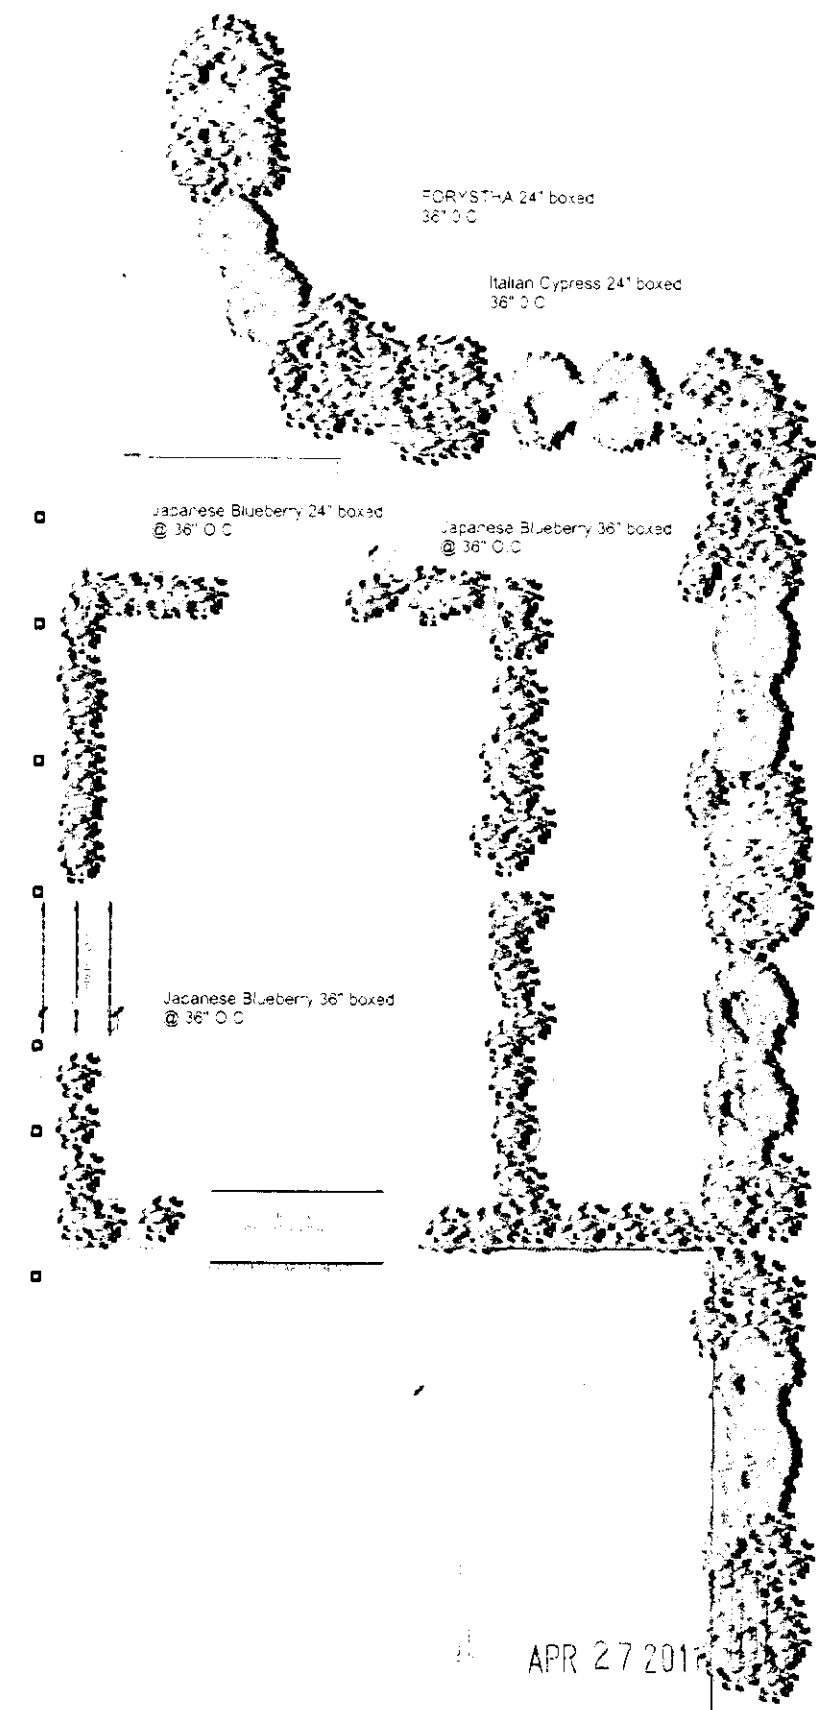 FORYSTHA 24" boxed
36" O C
Italian Cypress 24" boxed
36" O C
Japanese Blueberry 24" boxed
@ 36" O.C
Japanese Blueberry 36" boxed
@ 36" O.C
Japanese Blueberry 36" boxed
@ 36" O C
APR 27 201